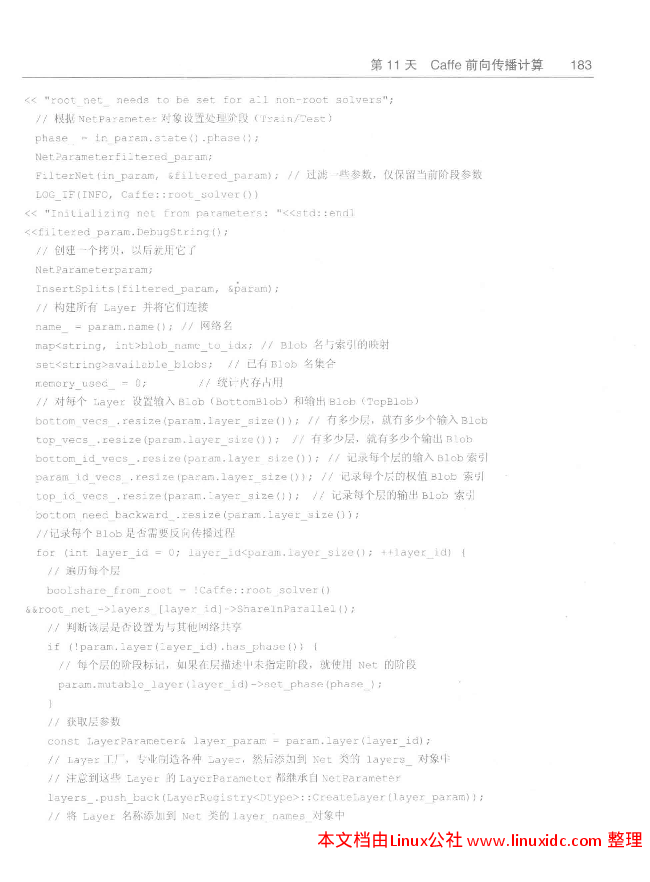 第 11 天 Caffe 前向传播计算 183
<< "root_net_ needs to be set for all non-root solvers";
// 根据 NetParameter 对象设置处理阶段（Train/Test）
phase_ = in_param.state().phase();
NetParameterfiltered_param;
FilterNet(in_param, &filtered_param); // 过滤一些参数，仅保留当前阶段参数
LOG_IF(INFO, Caffe::root_solver())
<< "Initializing net from parameters: "<<std::endl
<<filtered_param.DebugString();
// 创建一个拷贝，以后就用它了
NetParameterparam;
InsertSplits(filtered_param, &param);
// 构建所有 Layer 并将它们连接
name_ = param.name(); // 网络名
map<string, int>blob_name_to_idx; // Blob 名与索引的映射
set<string>available_blobs; // 已有 Blob 名集合
memory_used_ = 0; // 统计内存占用
// 对每个 Layer 设置输入 Blob（BottomBlob）和输出 Blob（TopBlob）
bottom_vecs_.resize(param.layer_size()); // 有多少层，就有多少个输入 Blob
top_vecs_.resize(param.layer_size()); // 有多少层，就有多少个输出 Blob
bottom_id_vecs_.resize(param.layer_size()); // 记录每个层的输入 Blob 索引
param_id_vecs_.resize(param.layer_size()); // 记录每个层的权值 Blob 索引
top_id_vecs_.resize(param.layer_size()); // 记录每个层的输出 Blob 索引
bottom_need_backward_.resize(param.layer_size());
//记录每个 Blob 是否需要反向传播过程
for (int layer_id = 0; layer_id<param.layer_size(); ++layer_id) {
// 遍历每个层
boolshare_from_root = !Caffe::root_solver()
&&root_net_->layers_[layer_id]->ShareInParallel();
// 判断该层是否设置为与其他网络共享
if (!param.layer(layer_id).has_phase()) {
// 每个层的阶段标记，如果在层描述中未指定阶段，就使用 Net 的阶段
param.mutable_layer(layer_id)->set_phase(phase_);
}
// 获取层参数
const LayerParameter& layer_param = param.layer(layer_id);
// Layer 工厂，专业制造各种 Layer，然后添加到 Net 类的 layers_ 对象中
// 注意到这些 Layer 的 LayerParameter 都继承自 NetParameter
layers_.push_back(LayerRegistry<Dtype>::CreateLayer(layer_param));
// 将 Layer 名称添加到 Net 类的 layer_names_对象中
本文档由Linux公社 www.linuxidc.com 整理